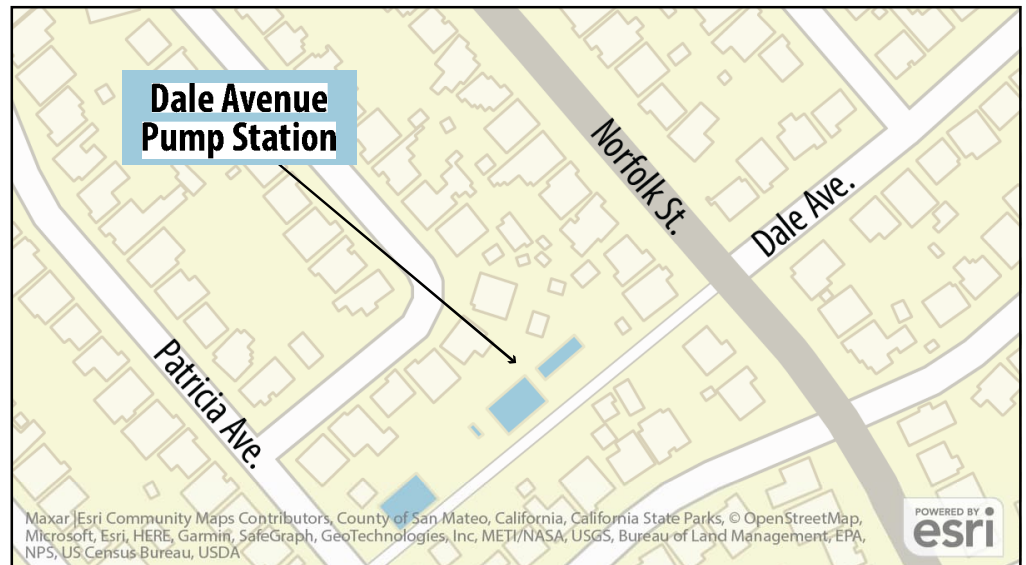 Dale Avenue
Pump Station
Norfolk St.
Dale Ave.
Patricia Ave.
Maxar |Esri Community Maps Contributors, County of San Mateo, California, California State Parks, © OpenStreetMap,
Microsoft, Esri, HERE, Garmin, SafeGraph, GeoTechnologies, Inc, METI/NASA, USGS, Bureau of Land Management, EPA,
NPS, US Census Bureau, USDA
POWERED BY
esri